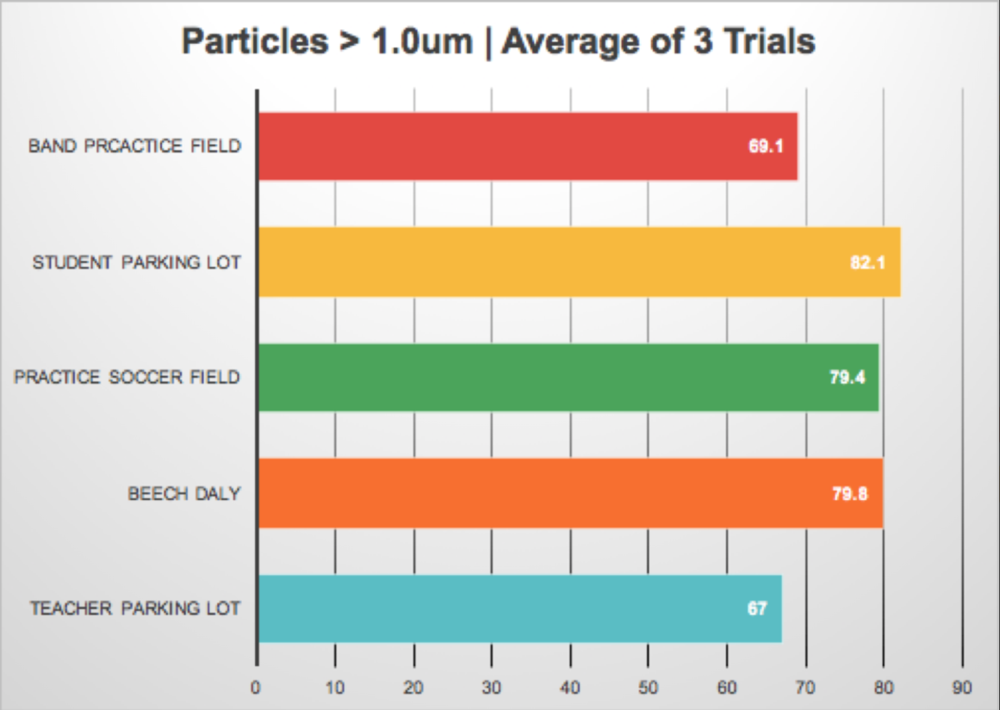 Particles > 1.0um | Average of 3 Trials
BAND PRCACTICE FIELD
69.1
STUDENT PARKING LOT
82.1
PRACTICE SOCCER FIELD
79.4
BEECH DALY
79.8
TEACHER PARKING LOT
67
0 10 20 30 40 50 60 70 80 90